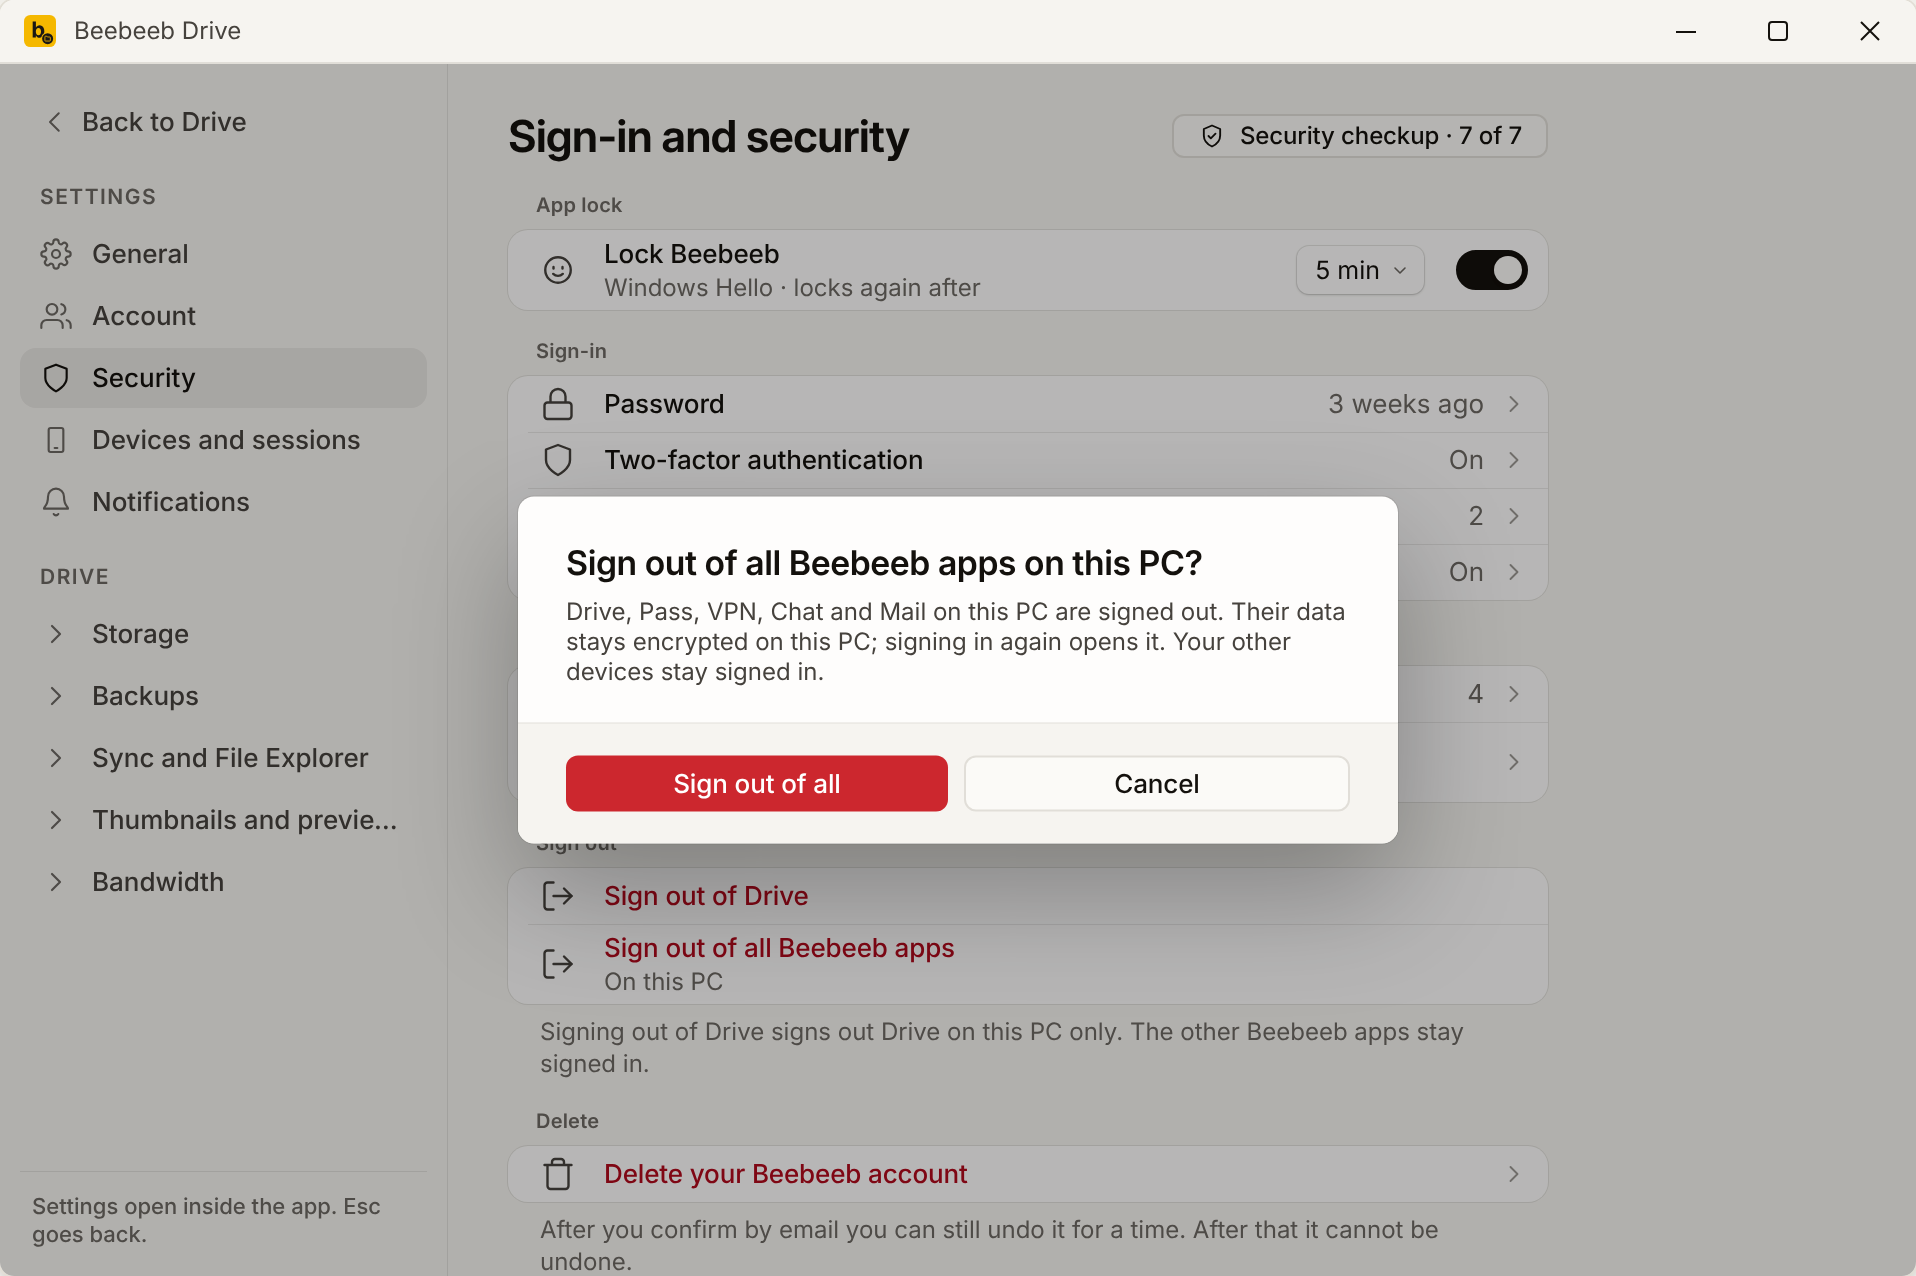 Beebeeb Drive
Back to Drive
SETTINGS
General
Account
Security
Devices and sessions
Notifications
DRIVE
Storage
Backups
Sync and File Explorer
Thumbnails and previe...
Bandwidth
Settings open inside the app. Esc
goes back.
Sign-in and security
Security checkup · 7 of 7
App lock
Lock Beebeeb
Windows Hello · locks again after
5 min
Sign-in
Password
3 weeks ago
Two-factor authentication
On
2
On
4
Sign out of all Beebeeb apps on this PC?
Drive, Pass, VPN, Chat and Mail on this PC are signed out. Their data
stays encrypted on this PC; signing in again opens it. Your other
devices stay signed in.
Sign out of all
Cancel
Sign out
Sign out of Drive
Sign out of all Beebeeb apps
On this PC
Signing out of Drive signs out Drive on this PC only. The other Beebeeb apps stay
signed in.
Delete
Delete your Beebeeb account
After you confirm by email you can still undo it for a time. After that it cannot be
undone.